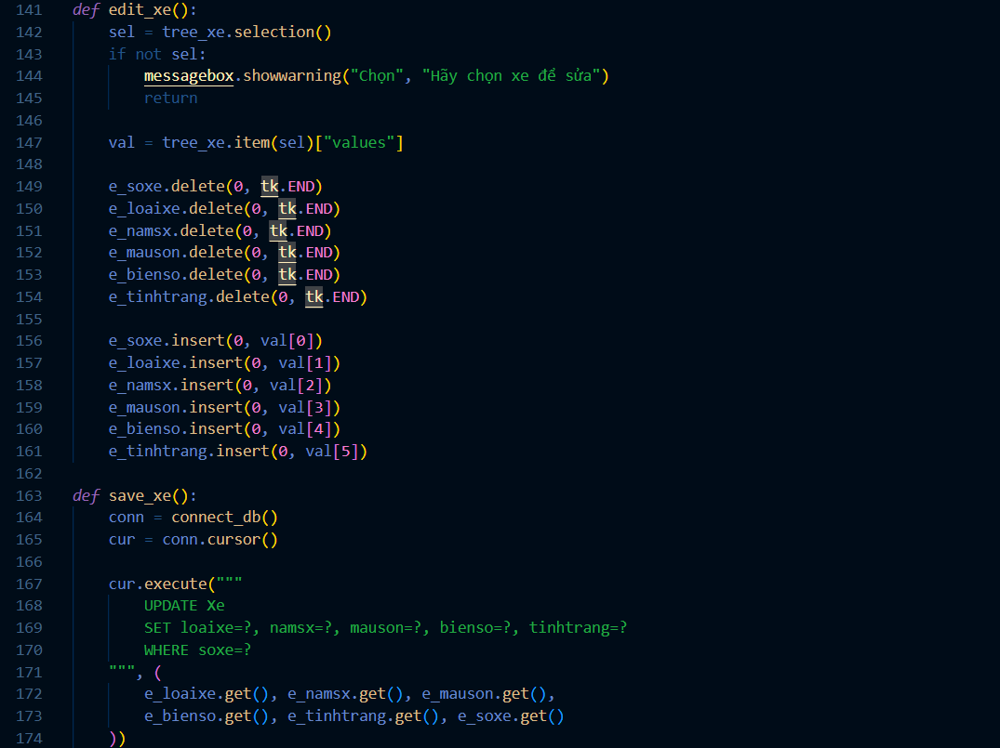 141 def edit_xe():
142     sel = tree_xe.selection()
143     if not sel:
144         messagebox.showwarning("Chọn", "Hãy chọn xe để sửa")
145         return
146
147     val = tree_xe.item(sel)["values"]
148
149     e_soxe.delete(0, tk.END)
150     e_loaixe.delete(0, tk.END)
151     e_namsx.delete(0, tk.END)
152     e_mauson.delete(0, tk.END)
153     e_bienso.delete(0, tk.END)
154     e_tinhtrang.delete(0, tk.END)
155
156     e_soxe.insert(0, val[0])
157     e_loaixe.insert(0, val[1])
158     e_namsx.insert(0, val[2])
159     e_mauson.insert(0, val[3])
160     e_bienso.insert(0, val[4])
161     e_tinhtrang.insert(0, val[5])
162
163 def save_xe():
164     conn = connect_db()
165     cur = conn.cursor()
166
167     cur.execute("""
168         UPDATE Xe
169         SET loaixe=?, namsx=?, mauson=?, bienso=?, tinhtrang=?
170         WHERE soxe=?
171     """, (
172         e_loaixe.get(), e_namsx.get(), e_mauson.get(),
173         e_bienso.get(), e_tinhtrang.get(), e_soxe.get()
174     ))